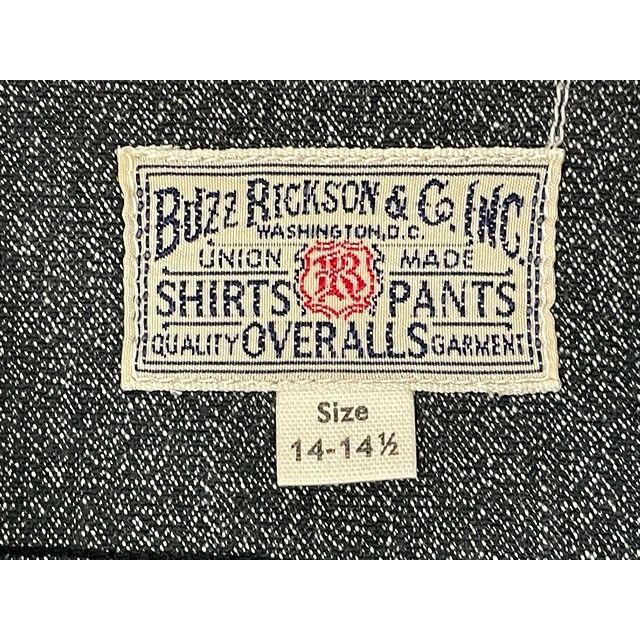 BUZZ RICKSON & CO. INC.
WASHINGTON, D.C.
UNION R MADE
SHIRTS PANTS
QUALITY OVERALLS GARMENT
Size
14-14½